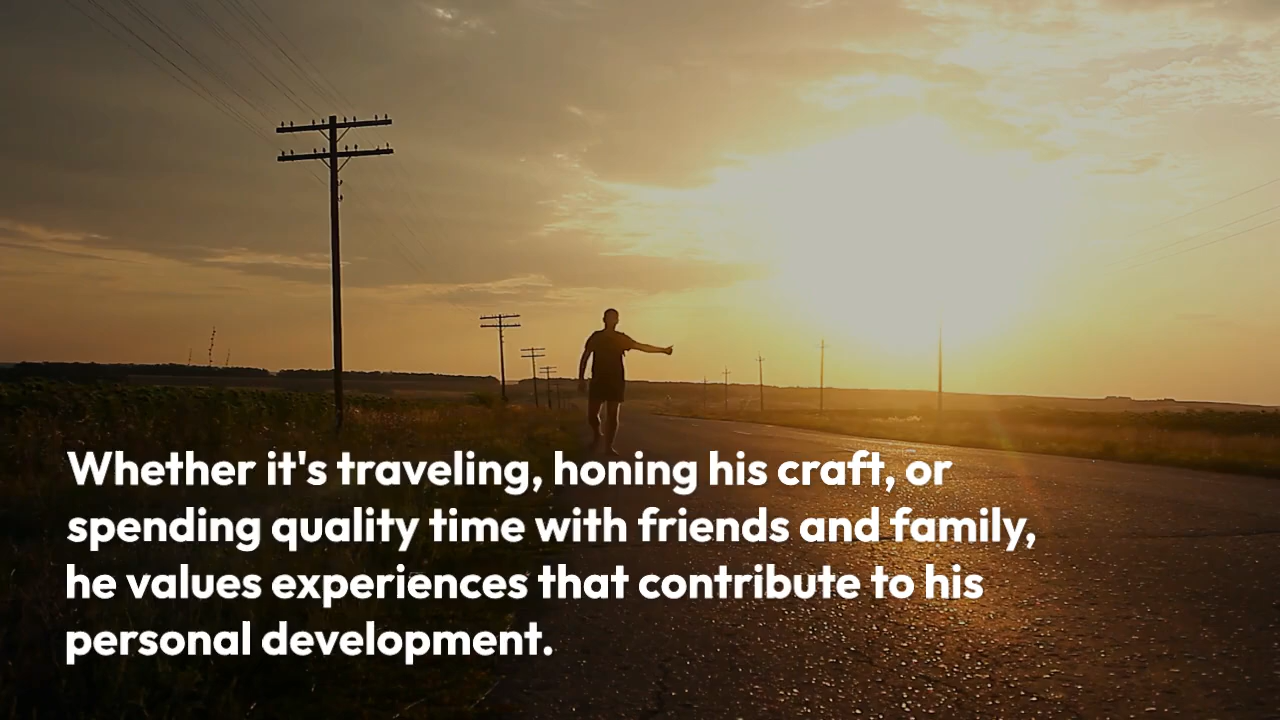 Whether it's traveling, honing his craft, or
spending quality time with friends and family,
he values experiences that contribute to his
personal development.